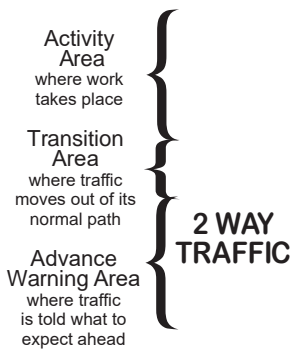 Activity
Area
where work
takes place
Transition
Area
where traffic
moves out of its
normal path
2 WAY
TRAFFIC
Advance
Warning Area
where traffic
is told what to
expect ahead